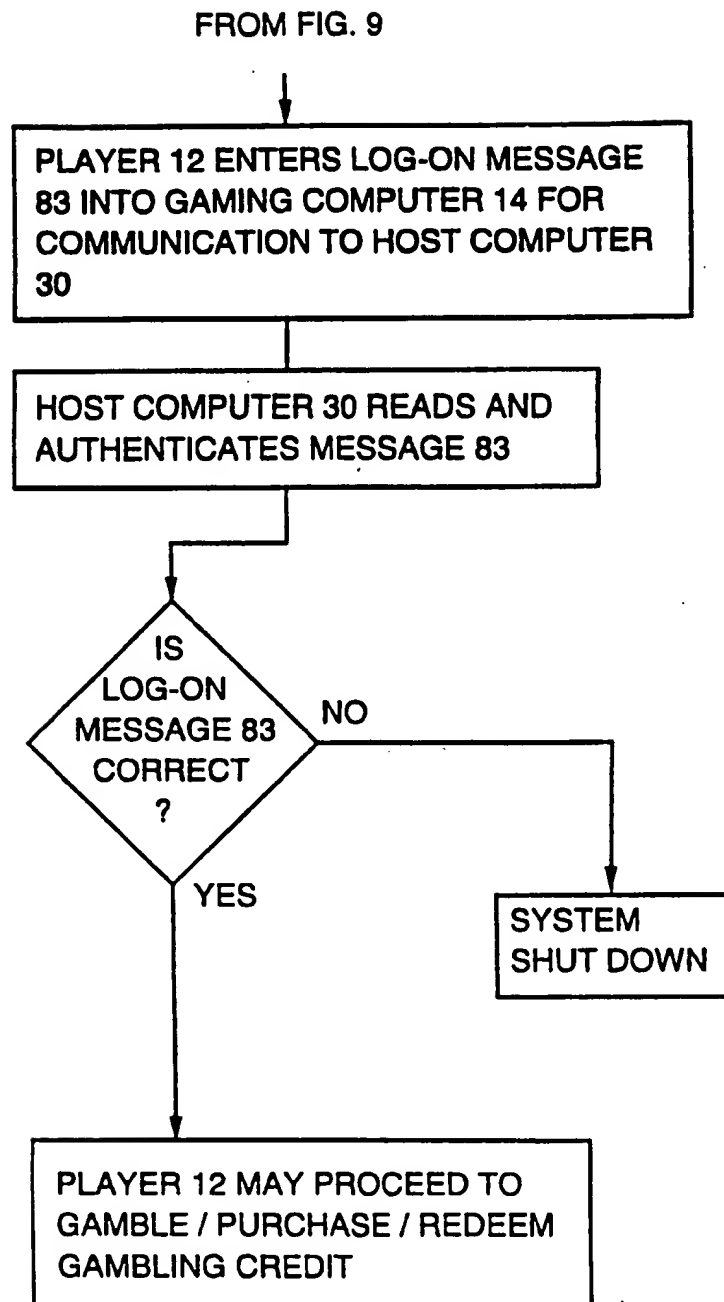 FROM FIG. 9
PLAYER 12 ENTERS LOG-ON MESSAGE
83 INTO GAMING COMPUTER 14 FOR
COMMUNICATION TO HOST COMPUTER
30
HOST COMPUTER 30 READS AND
AUTHENTICATES MESSAGE 83
IS
LOG-ON
MESSAGE 83
CORRECT
?
NO
YES
SYSTEM
SHUT DOWN
PLAYER 12 MAY PROCEED TO
GAMBLE / PURCHASE / REDEEM
GAMBLING CREDIT